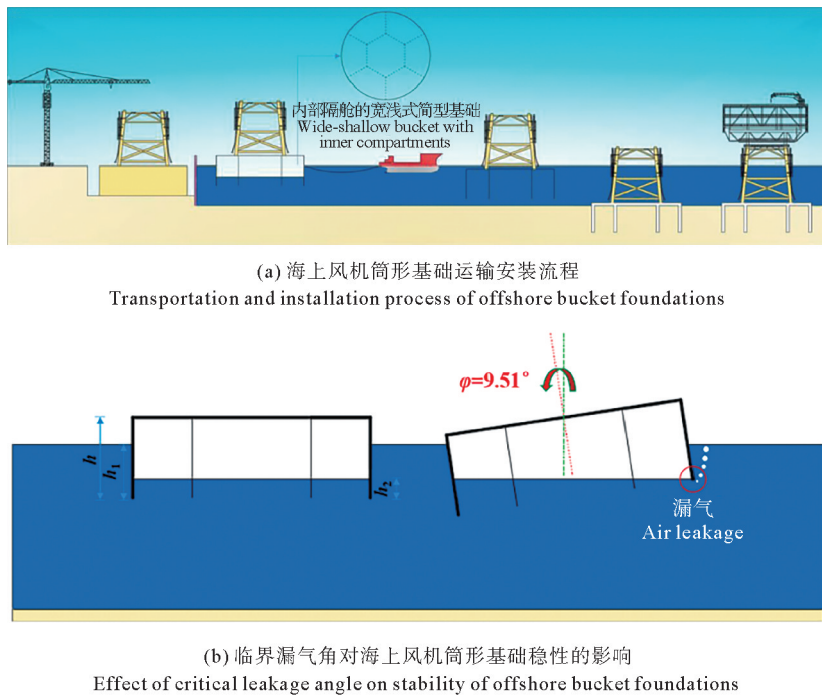 内部隔舱的宽浅式筒型基础
Wide-shallow bucket with
inner compartments
(a) 海上风机筒形基础运输安装流程
Transportation and installation process of offshore bucket foundations
φ=9.51°
h
h₁
h₂
漏气
Air leakage
(b) 临界漏气角对海上风机筒形基础稳性的影响
Effect of critical leakage angle on stability of offshore bucket foundations